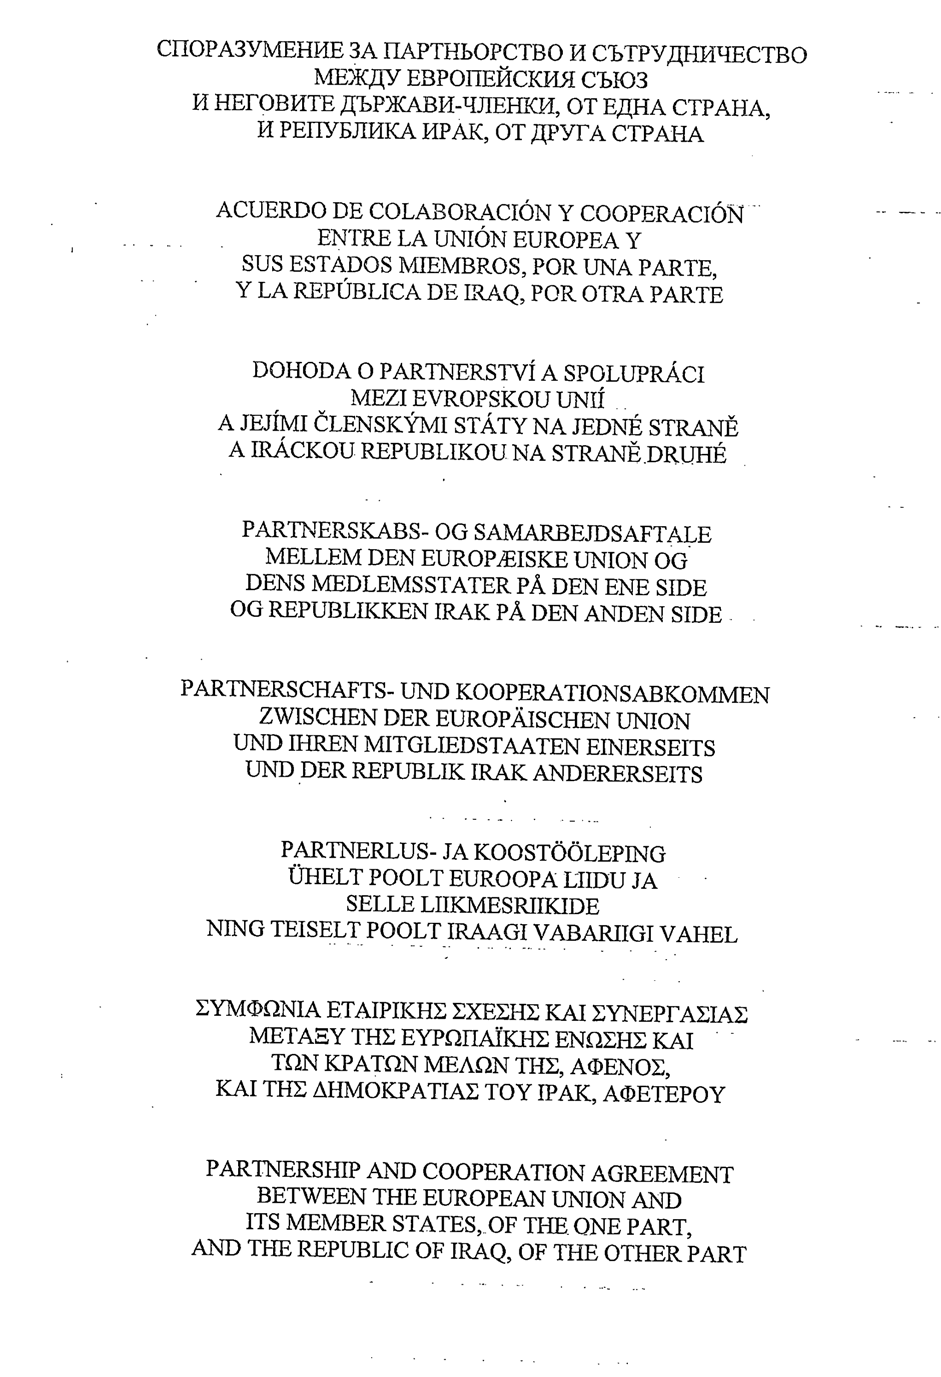 СПОРАЗУМЕНИЕ ЗА ПАРТНЬОРСТВО И СЪТРУДНИЧЕСТВО
МЕЖДУ ЕВРОПЕЙСКИЯ СЪЮЗ
И НЕГОВИТЕ ДЪРЖАВИ-ЧЛЕНКИ, ОТ ЕДНА СТРАНА,
И РЕПУБЛИКА ИРАК, ОТ ДРУГА СТРАНА
ACUERDO DE COLABORACIÓN Y COOPERACIÓN
ENTRE LA UNIÓN EUROPEA Y
SUS ESTADOS MIEMBROS, POR UNA PARTE,
Y LA REPÚBLICA DE IRAQ, POR OTRA PARTE
DOHODA O PARTNERSTVÍ A SPOLUPRÁCI
MEZI EVROPSKOU UNIÍ
A JEJÍMI ČLENSKÝMI STÁTY NA JEDNÉ STRANĚ
A IRÁCKOU REPUBLIKOU NA STRANĚ DRUHÉ
PARTNERSKABS- OG SAMARBEJDSAFTALE
MELLEM DEN EUROPÆISKE UNION OG
DENS MEDLEMSSTATER PÅ DEN ENE SIDE
OG REPUBLIKKEN IRAK PÅ DEN ANDEN SIDE
PARTNERSCHAFTS- UND KOOPERATIONSABKOMMEN
ZWISCHEN DER EUROPÄISCHEN UNION
UND IHREN MITGLIEDSTAATEN EINERSEITS
UND DER REPUBLIK IRAK ANDERERSEITS
PARTNERLUS- JA KOOSTÖÖLEPING
ÜHELT POOLT EUROOPA LIIDU JA
SELLE LIIKMESRIIKIDE
NING TEISELT POOLT IRAAGI VABARIIGI VAHEL
ΣΥΜΦΩΝΙΑ ΕΤΑΙΡΙΚΗΣ ΣΧΕΣΗΣ ΚΑΙ ΣΥΝΕΡΓΑΣΙΑΣ
ΜΕΤΑΞΥ ΤΗΣ ΕΥΡΩΠΑΪΚΗΣ ΕΝΩΣΗΣ ΚΑΙ
ΤΩΝ ΚΡΑΤΩΝ ΜΕΛΩΝ ΤΗΣ, ΑΦΕΝΟΣ,
ΚΑΙ ΤΗΣ ΔΗΜΟΚΡΑΤΙΑΣ ΤΟΥ ΙΡΑΚ, ΑΦΕΤΕΡΟΥ
PARTNERSHIP AND COOPERATION AGREEMENT
BETWEEN THE EUROPEAN UNION AND
ITS MEMBER STATES, OF THE ONE PART,
AND THE REPUBLIC OF IRAQ, OF THE OTHER PART